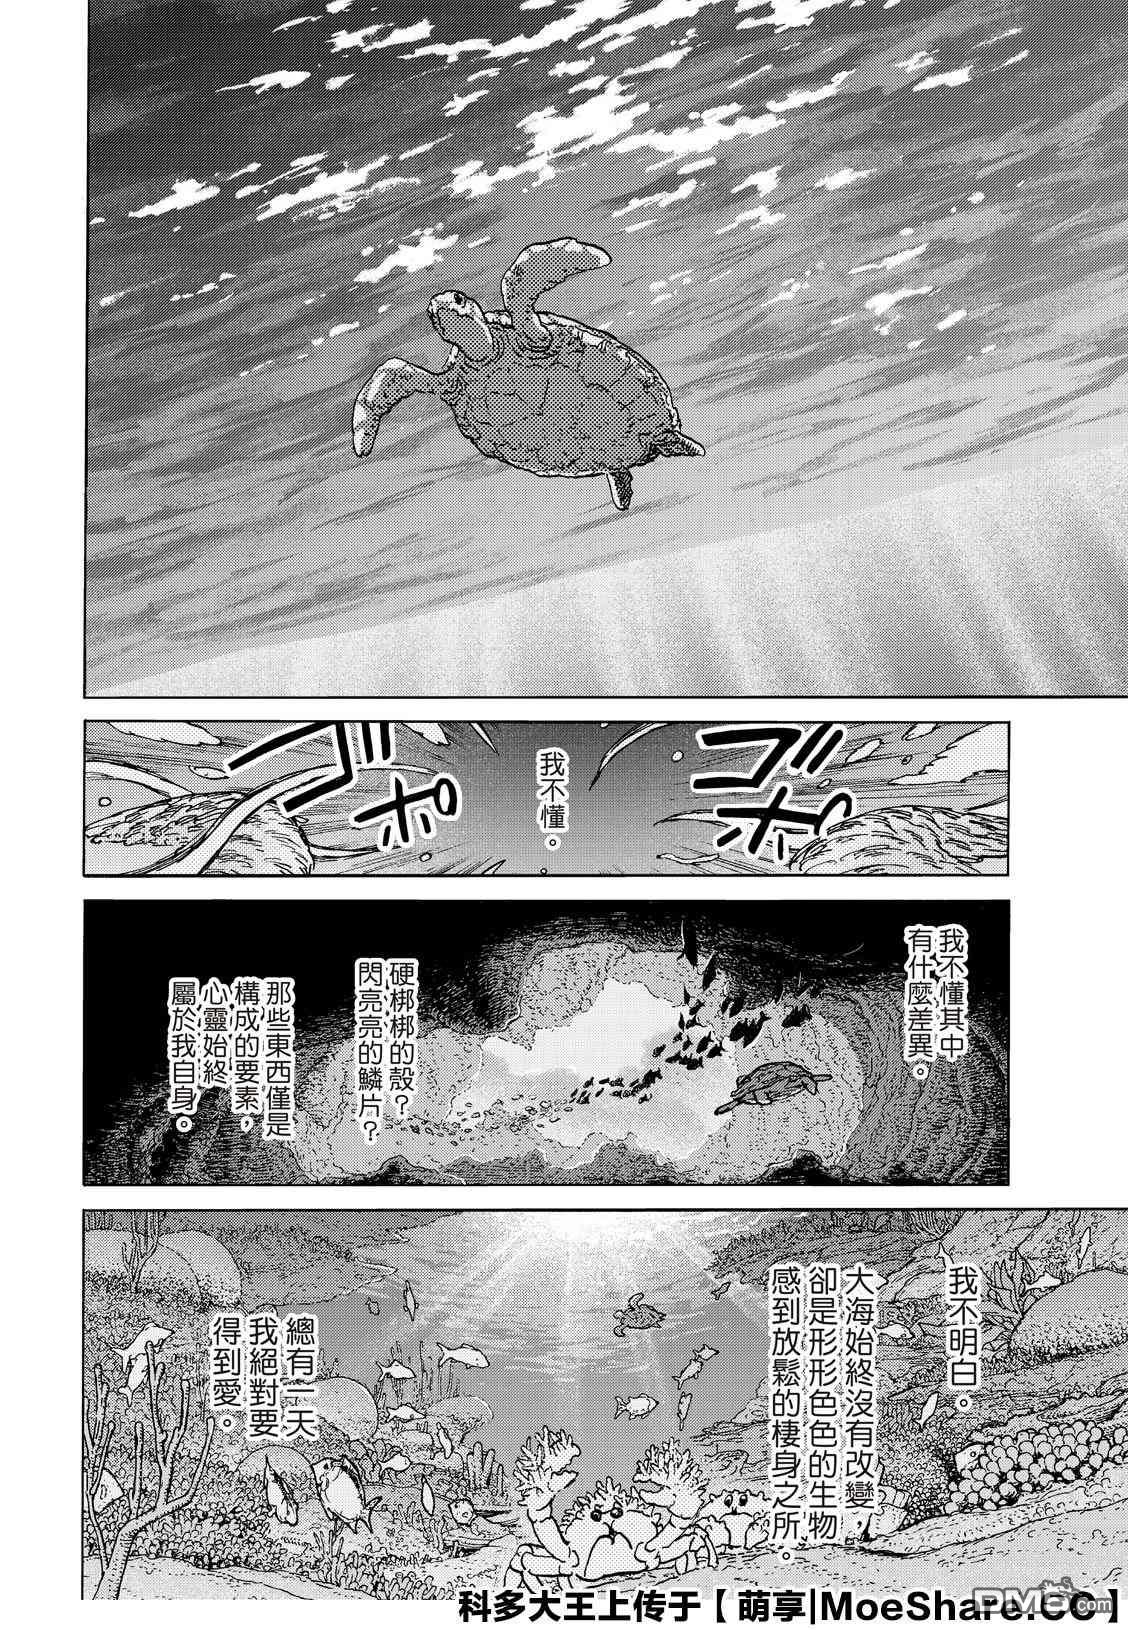 ゴポ
我不懂。
ゴポ
我不懂其中
有什麼差異。
硬梆梆的殼？
閃亮亮的鱗片？
那些東西僅是
構成的要素，
心靈始終
屬於我自身。
我不明白。
大海始終沒有改變，
卻是形形色色的生物
感到放鬆的棲身之所。
總有一天
我絕對要
得到愛。
科多大王上传于【萌享|MoeShare.CC】
DM5.com